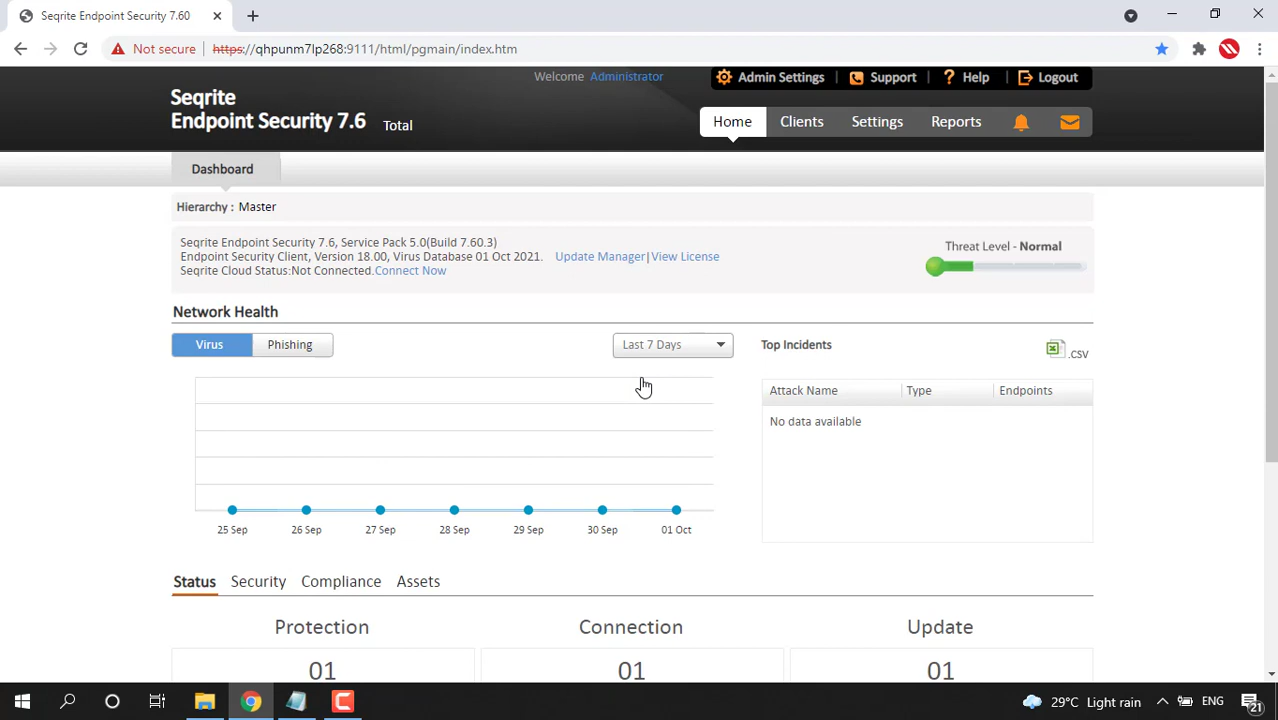 Seqrite Endpoint Security 7.60
Not secure
https://qhpunm7lp268:9111/html/pgmain/index.htm
Welcome Administrator
Admin Settings
Support
Help
Logout
Seqrite
Endpoint Security 7.6 Total
Home
Clients
Settings
Reports
Dashboard
Hierarchy : Master
Seqrite Endpoint Security 7.6, Service Pack 5.0(Build 7.60.3)
Endpoint Security Client, Version 18.00, Virus Database 01 Oct 2021. Update Manager|View License
Seqrite Cloud Status:Not Connected.Connect Now
Threat Level - Normal
Network Health
Virus
Phishing
Last 7 Days
Top Incidents
.CSV
Attack Name
Type
Endpoints
No data available
25 Sep
26 Sep
27 Sep
28 Sep
29 Sep
30 Sep
01 Oct
Status
Security
Compliance
Assets
Protection
Connection
Update
01
01
01
29°C Light rain
ENG
21